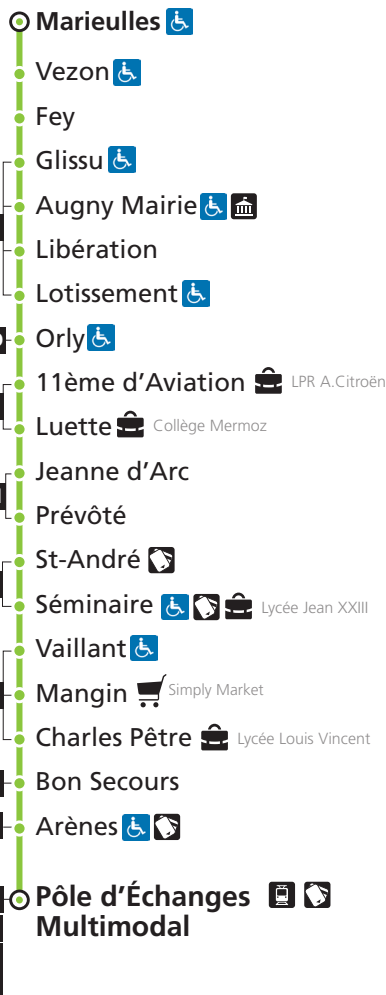 Marieulles
Vezon
Fey
Glissu
Augny Mairie
Libération
Lotissement
Orly
11ème d'Aviation LPR A.Citroën
Luette Collège Mermoz
Jeanne d'Arc
Prévôté
St-André
Séminaire Lycée Jean XXIII
Vaillant
Mangin Simply Market
Charles Pêtre Lycée Louis Vincent
Bon Secours
Arènes
Pôle d'Échanges
Multimodal